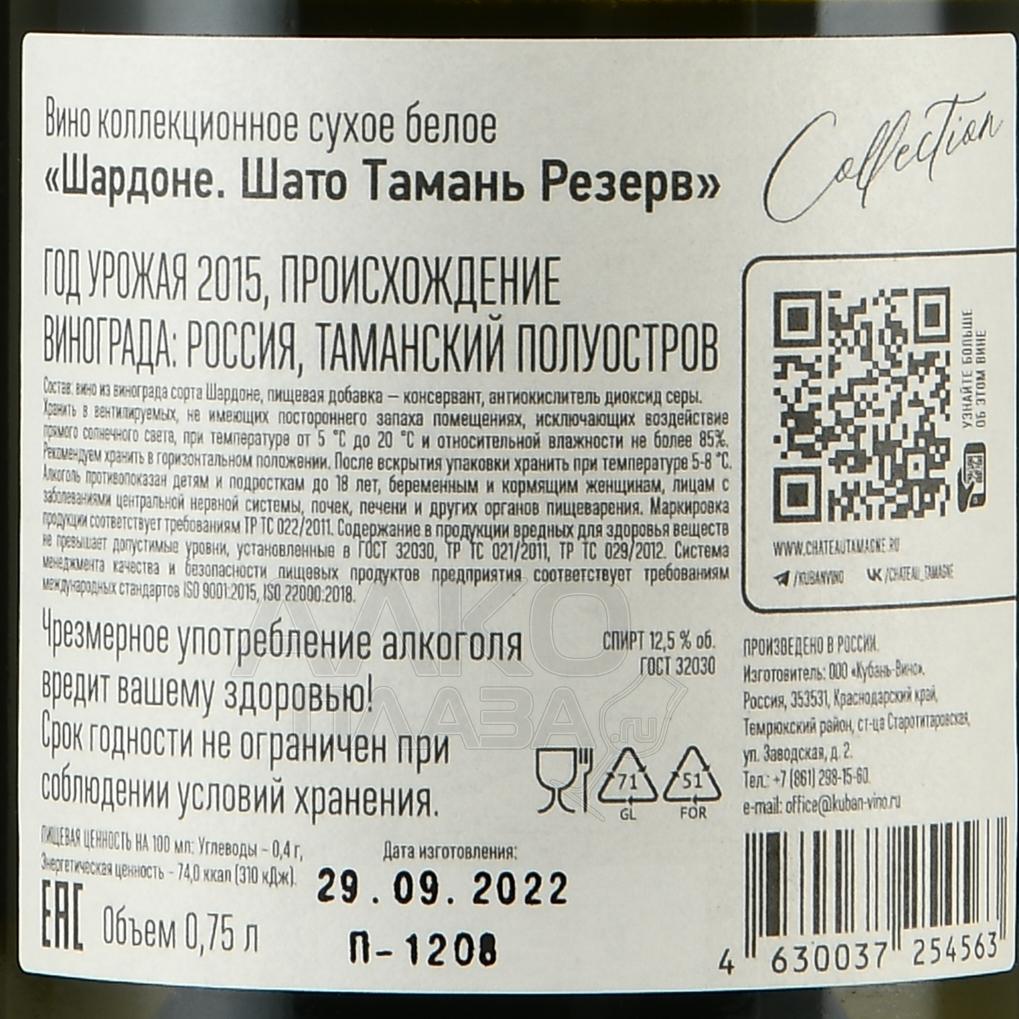 Вино коллекционное сухое белое
«Шардоне. Шато Тамань Резерв»
Collection
ГОД УРОЖАЯ 2015, ПРОИСХОЖДЕНИЕ
ВИНОГРАДА: РОССИЯ, ТАМАНСКИЙ ПОЛУОСТРОВ
Состав: вино из винограда сорта Шардоне, пищевая добавка – консервант, антиокислитель диоксид серы.
Хранить в вентилируемых, не имеющих постороннего запаха помещениях, исключающих воздействие
прямого солнечного света, при температуре от 5 °C до 20 °C и относительной влажности не более 85%.
Рекомендуем хранить в горизонтальном положении. После вскрытия упаковки хранить при температуре 5-8 °C.
Алкоголь противопоказан детям и подросткам до 18 лет, беременным и кормящим женщинам, лицам с
заболеваниями центральной нервной системы, почек, печени и других органов пищеварения. Маркировка
продукции соответствует требованиям ТР ТС 022/2011. Содержание в продукции вредных для здоровья веществ
не превышает допустимые уровни, установленные в ГОСТ 32030, ТР ТС 021/2011, ТР ТС 029/2012. Система
менеджмента качества и безопасности пищевых продуктов предприятия соответствует требованиям
международных стандартов ISO 9001:2015, ISO 22000:2018.
УЗНАЙТЕ БОЛЬШЕ
ОБ ЭТОМ ВИНЕ
WWW.CHATEAUTAMAGNE.RU
/KUBANVINO
/CHATEAU_TAMAGNE
Чрезмерное употребление алкоголя
вредит вашему здоровью!
Срок годности не ограничен при
соблюдении условий хранения.
СПИРТ 12,5 % об.
ГОСТ 32030
71
GL
51
FOR
ПРОИЗВЕДЕНО В РОССИИ.
Изготовитель: ООО «Кубань-Вино».
Россия, 353531, Краснодарский край,
Темрюкский район, ст-ца Старотитаровская,
ул. Заводская, д. 2.
Тел.: +7 (861) 298-15-60.
e-mail: office@kuban-vino.ru
ПИЩЕВАЯ ЦЕННОСТЬ НА 100 мл: Углеводы – 0,4 г,
Энергетическая ценность – 74,0 ккал (310 кДж).
Дата изготовления:
29.09.2022
П-1208
EAC
Объем 0,75 л
4 630037 254563
АЛКО
ПЛАЗА.ru